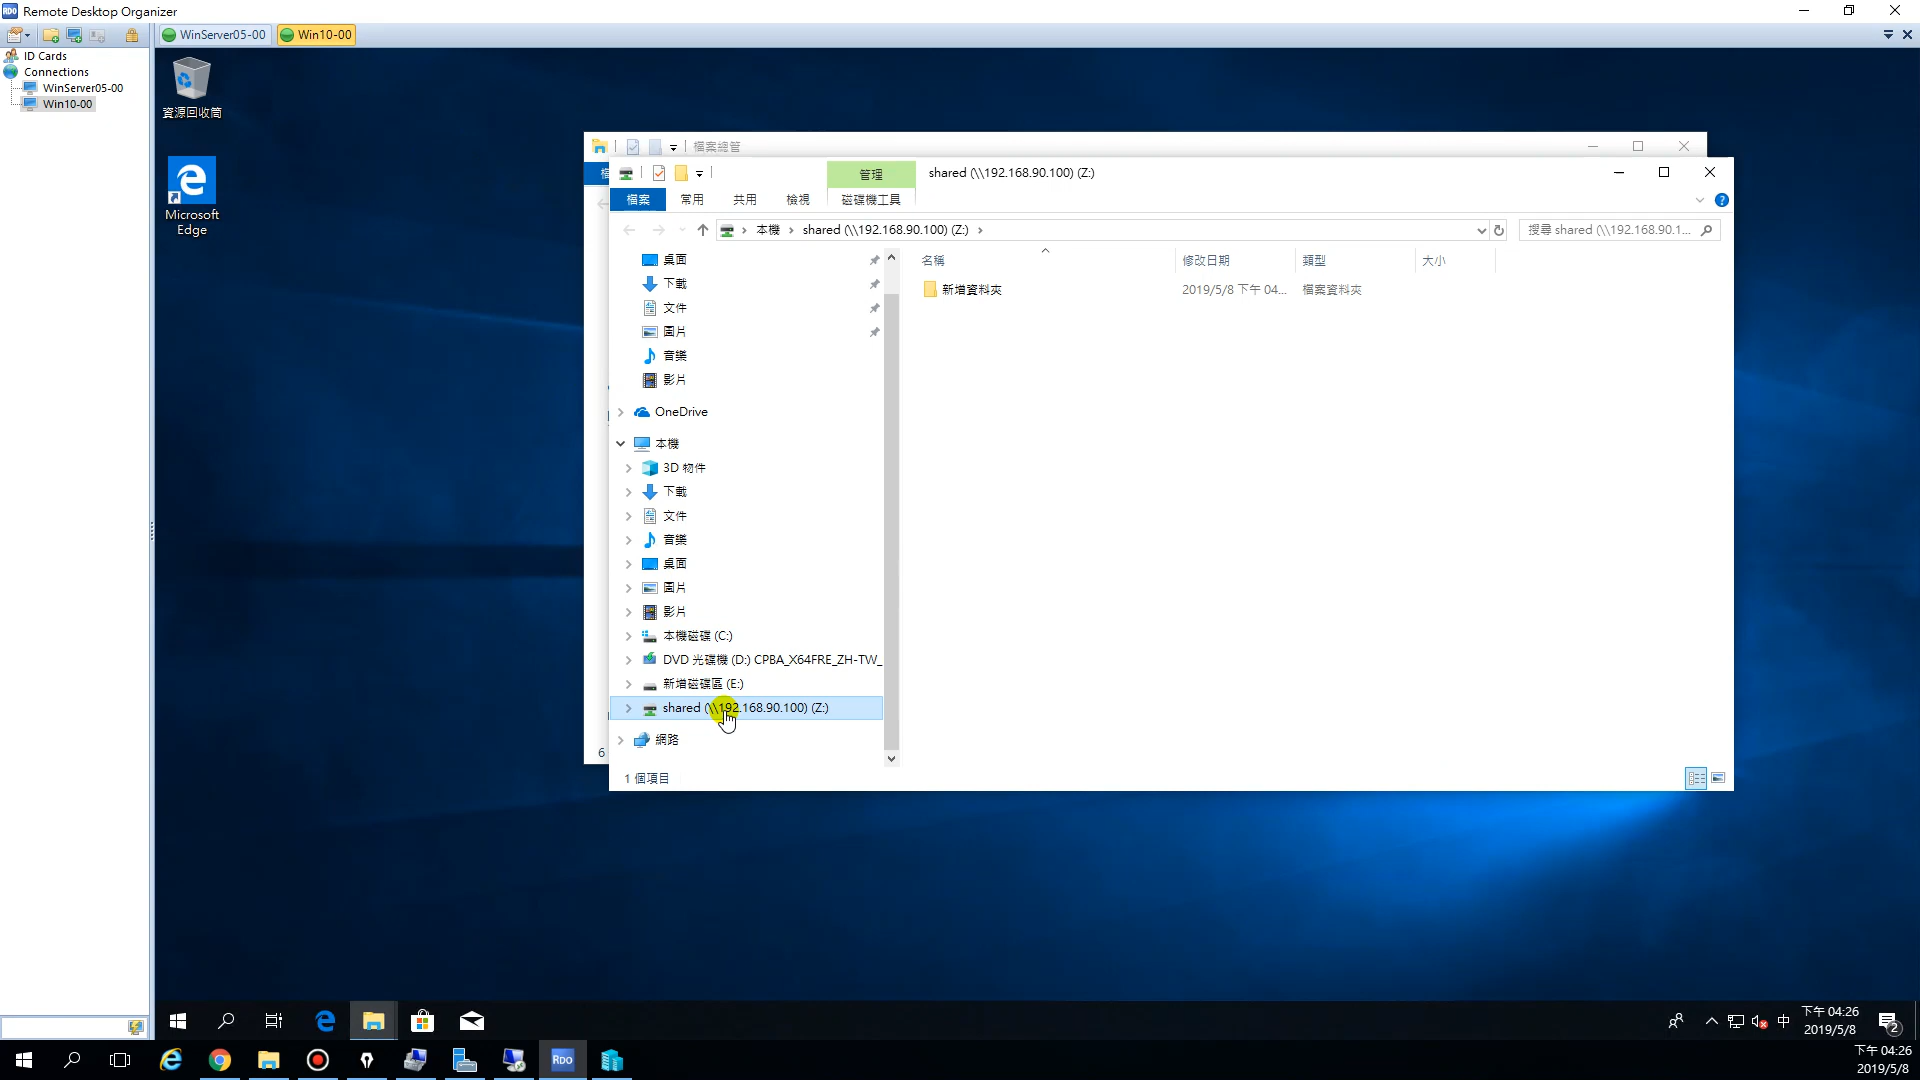 Remote Desktop Organizer
WinServer05-00
Win10-00
ID Cards
Connections
WinServer05-00
Win10-00
資源回收筒
Microsoft
Edge
檔案總管
管理
shared (\\192.168.90.100) (Z:)
檔案
常用
共用
檢視
磁碟機工具
本機
shared (\\192.168.90.100) (Z:)
搜尋 shared (\\192.168.90.1...
名稱
修改日期
類型
大小
新增資料夾
2019/5/8 下午 04...
檔案資料夾
桌面
下載
文件
圖片
音樂
影片
OneDrive
本機
3D 物件
下載
文件
音樂
桌面
圖片
影片
本機磁碟 (C:)
DVD 光碟機 (D:) CPBA_X64FRE_ZH-TW_
新增磁碟區 (E:)
shared (\\192.168.90.100) (Z:)
網路
6
1 個項目
中
下午 04:26
2019/5/8
2
RDO
下午 04:26
2019/5/8